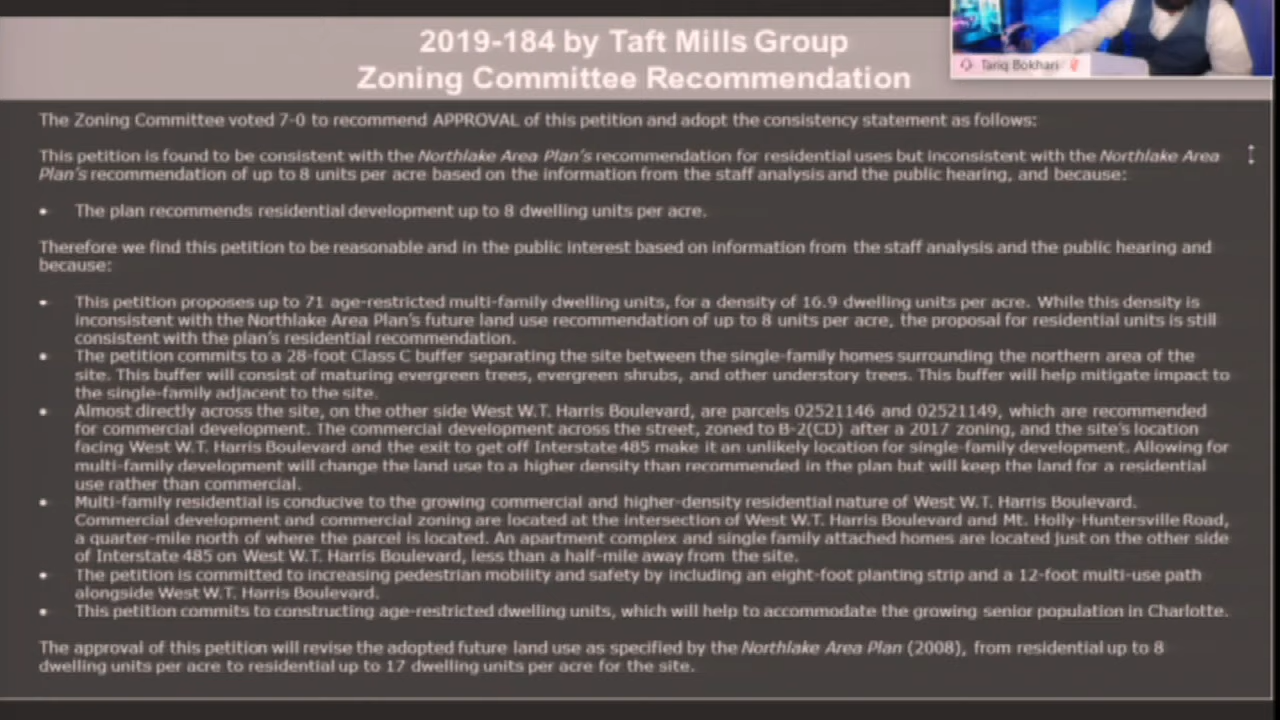 2019-184 by Taft Mills Group
Zoning Committee Recommendation
Tariq Bokhari
The Zoning Committee voted 7-0 to recommend APPROVAL of this petition and adopt the consistency statement as follows:
This petition is found to be consistent with the Northlake Area Plan's recommendation for residential uses but inconsistent with the Northlake Area
Plan's recommendation of up to 8 units per acre based on the information from the staff analysis and the public hearing, and because:
• The plan recommends residential development up to 8 dwelling units per acre.
Therefore we find this petition to be reasonable and in the public interest based on information from the staff analysis and the public hearing and
because:
• This petition proposes up to 71 age-restricted multi-family dwelling units, for a density of 16.9 dwelling units per acre. While this density is
inconsistent with the Northlake Area Plan's future land use recommendation of up to 8 units per acre, the proposal for residential units is still
consistent with the plan's residential recommendation.
• The petition commits to a 28-foot Class C buffer separating the site between the single-family homes surrounding the northern area of the
site. This buffer will consist of maturing evergreen trees, evergreen shrubs, and other understory trees. This buffer will help mitigate impact to
the single-family adjacent to the site.
• Almost directly across the site, on the other side West W.T. Harris Boulevard, are parcels 02521146 and 02521149, which are recommended
for commercial development. The commercial development across the street, zoned to B-2(CD) after a 2017 zoning, and the site's location
facing West W.T. Harris Boulevard and the exit to get off Interstate 485 make it an unlikely location for single-family development. Allowing for
multi-family development will change the land use to a higher density than recommended in the plan but will keep the land for a residential
use rather than commercial.
• Multi-family residential is conducive to the growing commercial and higher-density residential nature of West W.T. Harris Boulevard.
Commercial development and commercial zoning are located at the intersection of West W.T. Harris Boulevard and Mt. Holly-Huntersville Road,
a quarter-mile north of where the parcel is located. An apartment complex and single family attached homes are located just on the other side
of Interstate 485 on West W.T. Harris Boulevard, less than a half-mile away from the site.
• The petition is committed to increasing pedestrian mobility and safety by including an eight-foot planting strip and a 12-foot multi-use path
alongside West W.T. Harris Boulevard.
• This petition commits to constructing age-restricted dwelling units, which will help to accommodate the growing senior population in Charlotte.
The approval of this petition will revise the adopted future land use as specified by the Northlake Area Plan (2008), from residential up to 8
dwelling units per acre to residential up to 17 dwelling units per acre for the site.